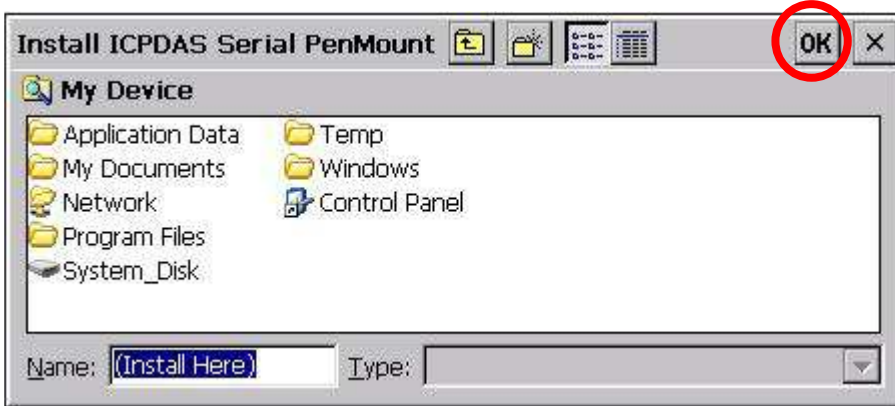 Install ICPDAS Serial PenMount OK ×
My Device
Application Data Temp
My Documents Windows
Network Control Panel
Program Files
System_Disk
Name: (Install Here) Type: